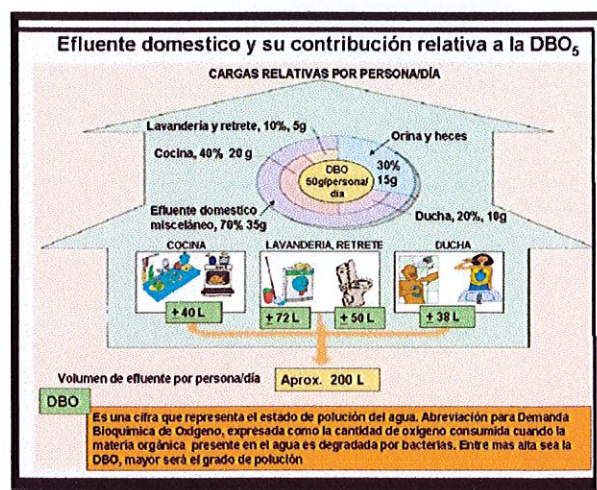 Efluente domestico y su contribución relativa a la DBO5
CARGAS RELATIVAS POR PERSONA/DÍA
Lavandería y retrete, 10%, 5g
Orina y heces
Cocina, 40% 20 g
DBO
50g/persona/
día
30%
15g
Efluente domestico
misceláneo, 70% 35g
Ducha, 20%, 10g
COCINA
LAVANDERIA, RETRETE
DUCHA
± 40 L
± 72 L
± 50 L
± 38 L
Volumen de efluente por persona/día
Aprox. 200 L
DBO
Es una cifra que representa el estado de polución del agua. Abreviación para Demanda
Bioquímica de Oxígeno, expresada como la cantidad de oxígeno consumida cuando la
materia orgánica presente en el agua es degradada por bacterias. Entre mas alta sea la
DBO, mayor será el grado de polución